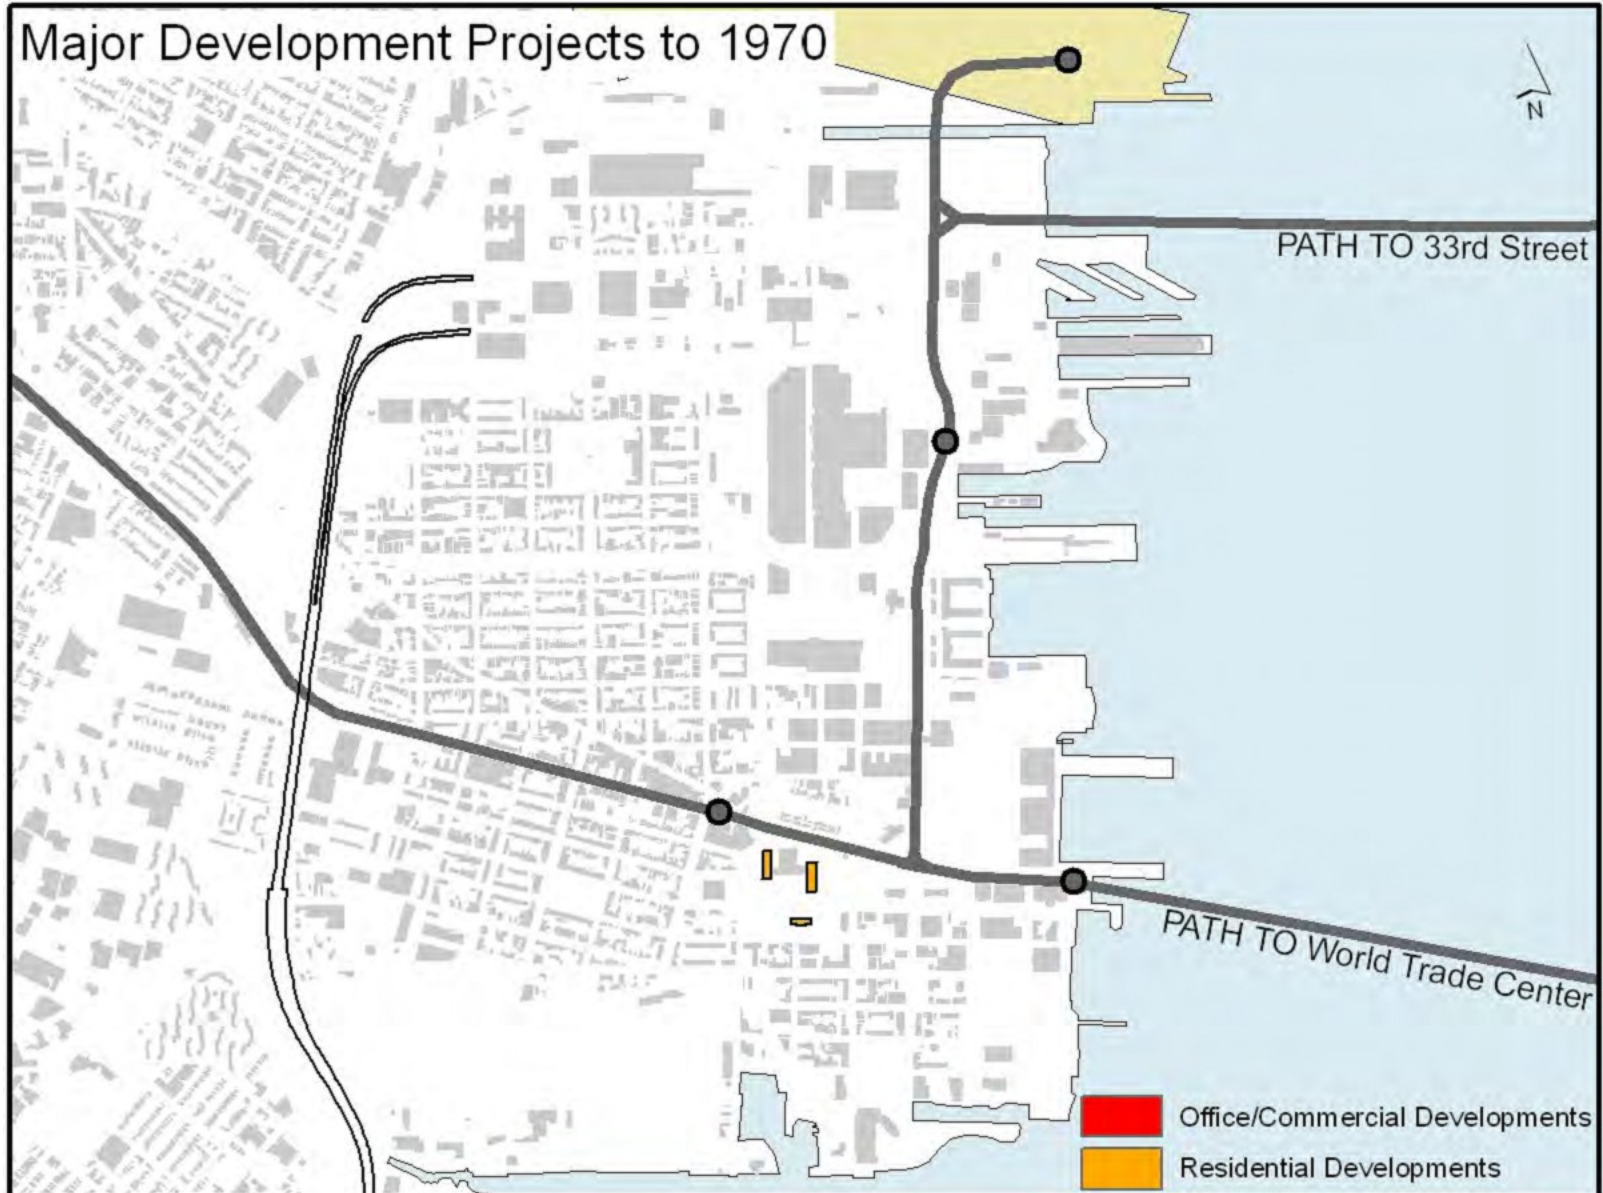 Major Development Projects to 1970
N
PATH TO 33rd Street
PATH TO World Trade Center
Office/Commercial Developments
Residential Developments